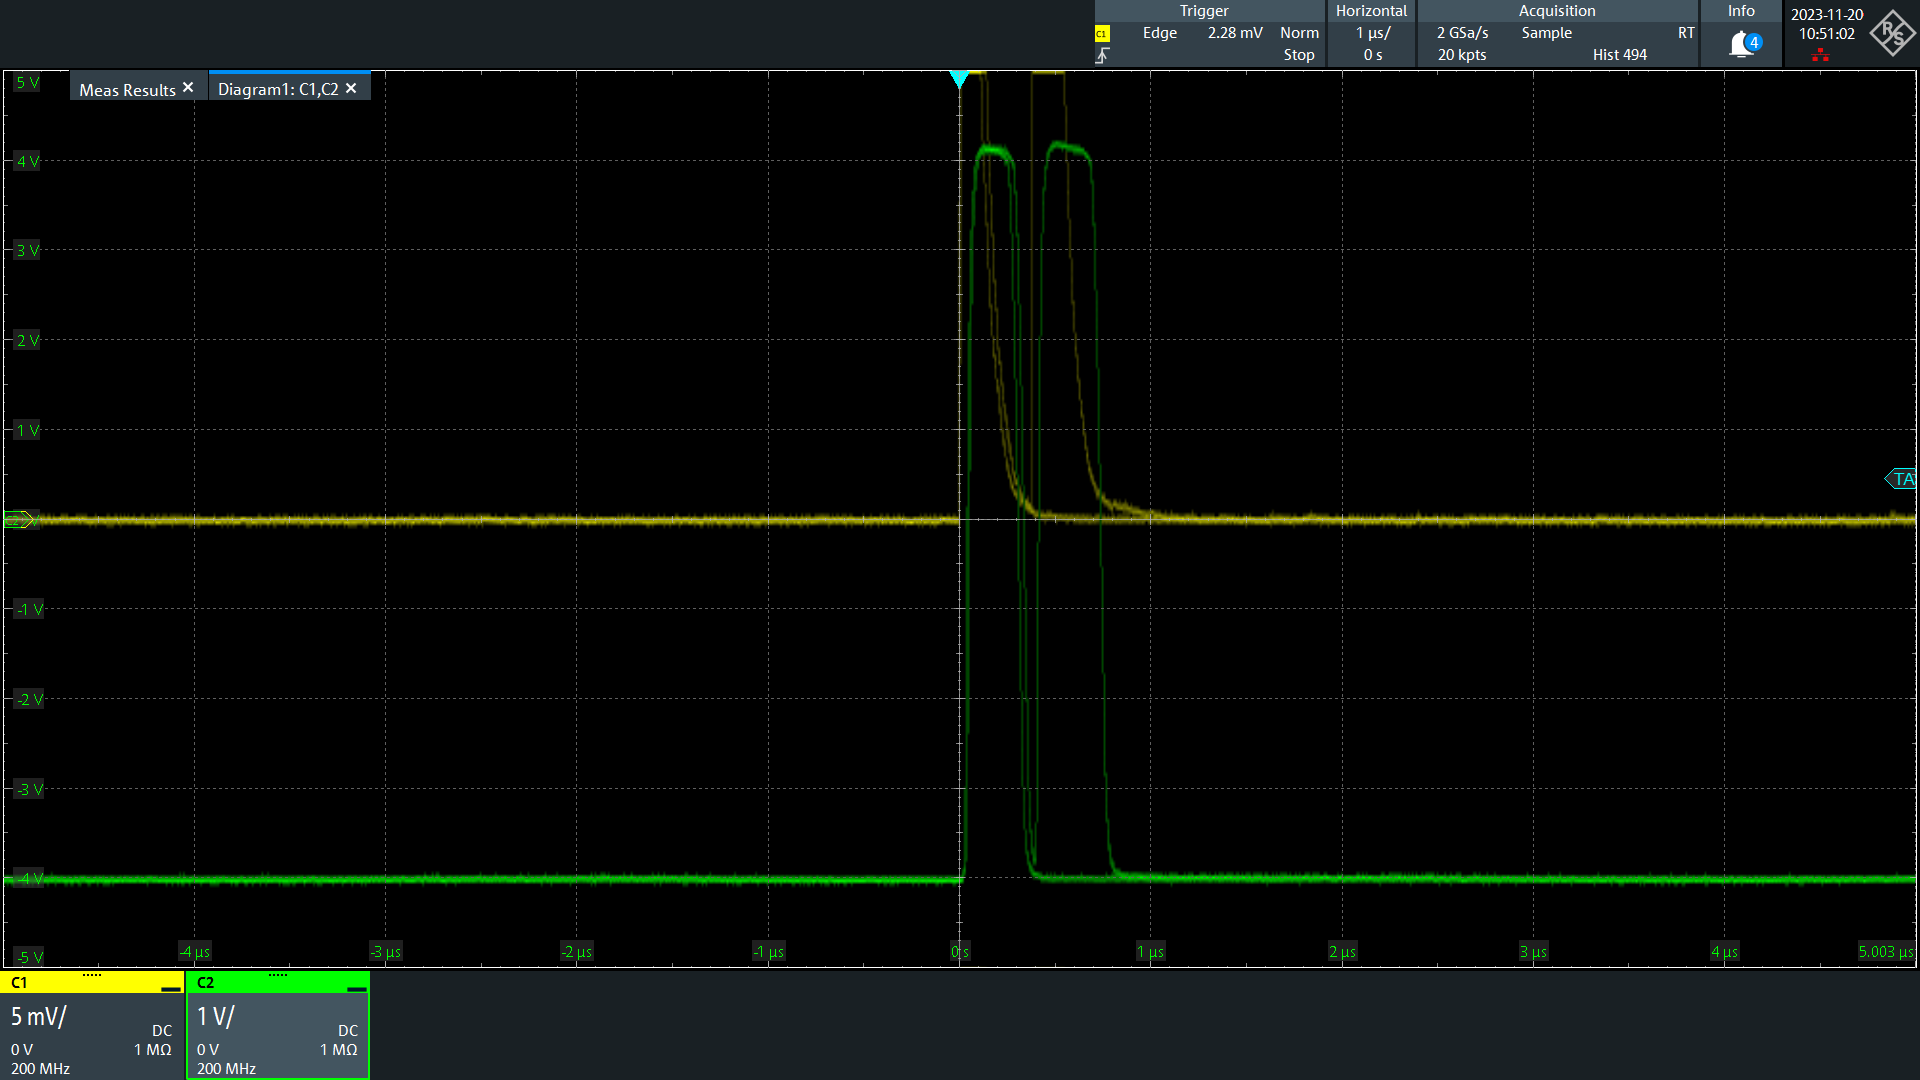 Trigger
C1 Edge 2.28 mV Norm
Stop
Horizontal
1 µs/
0 s
Acquisition
2 GSa/s Sample RT
20 kpts Hist 494
Info
4
2023-11-20
10:51:02
R S
Meas Results ✕
Diagram1: C1,C2 ✕
5 V
4 V
3 V
2 V
1 V
C2 V
-1 V
-2 V
-3 V
-4 V
-5 V
TA
-4 µs -3 µs -2 µs -1 µs 0 s 1 µs 2 µs 3 µs 4 µs 5.003 µs
C1
5 mV/
DC
0 V 1 MΩ
200 MHz
C2
1 V/
DC
0 V 1 MΩ
200 MHz